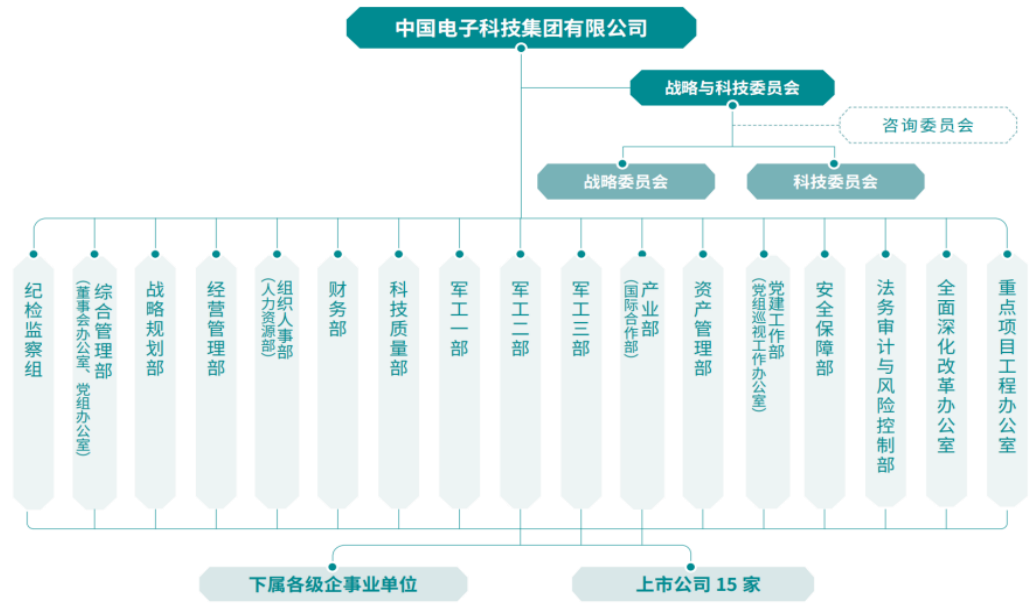 中国电子科技集团有限公司
战略与科技委员会
咨询委员会
战略委员会
科技委员会
纪检监察组
综合管理部
(董事会办公室、党组办公室)
战略规划部
经营管理部
组织人事部
(人力资源部)
财务部
科技质量部
军工一部
军工二部
军工三部
产业部
(国际合作部)
资产管理部
党建工作部
(党组巡视工作办公室)
安全保障部
法务审计与风险控制部
全面深化改革办公室
重点项目工程办公室
下属各级企事业单位
上市公司 15 家